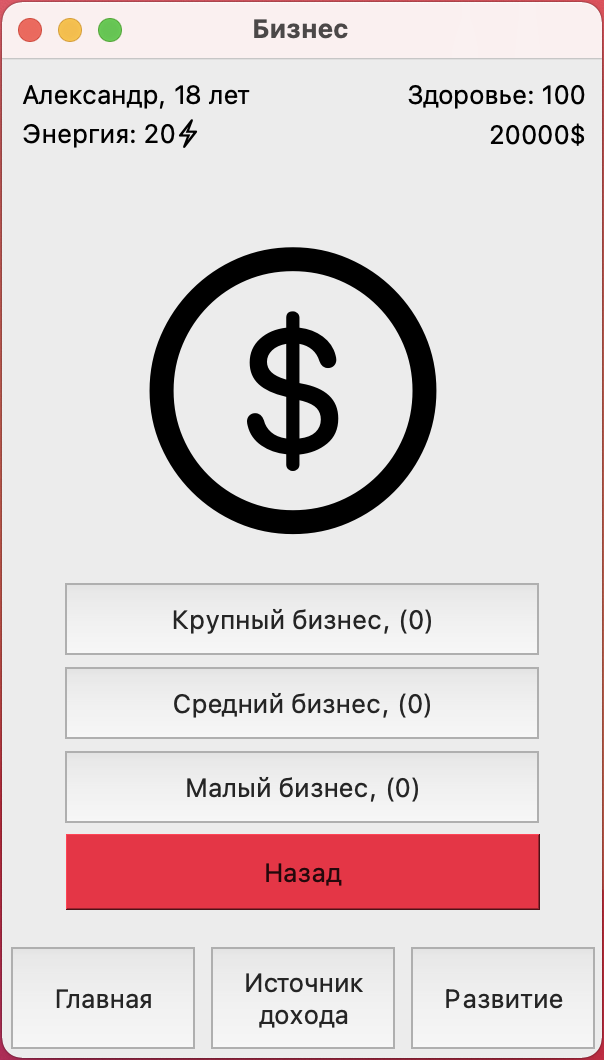 Бизнес
Александр, 18 лет
Здоровье: 100
Энергия: 20⚡
20000$
$
Крупный бизнес, (0)
Средний бизнес, (0)
Малый бизнес, (0)
Назад
Главная
Источник
дохода
Развитие